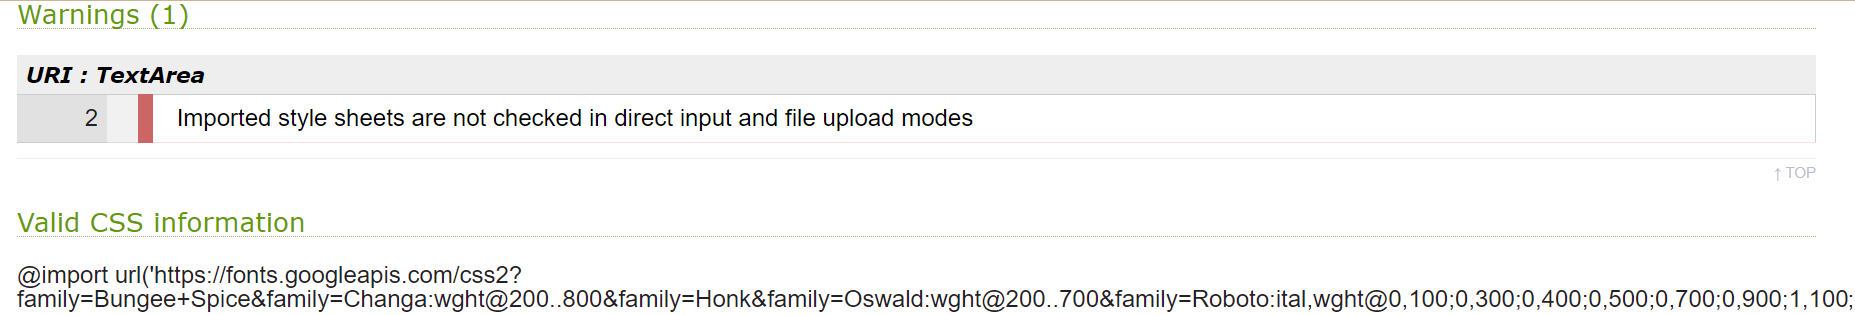 Warnings (1)
URI : TextArea
2 Imported style sheets are not checked in direct input and file upload modes
↑ TOP
Valid CSS information
@import url('https://fonts.googleapis.com/css2?
family=Bungee+Spice&family=Changa:wght@200..800&family=Honk&family=Oswald:wght@200..700&family=Roboto:ital,wght@0,100;0,300;0,400;0,500;0,700;0,900;1,100;